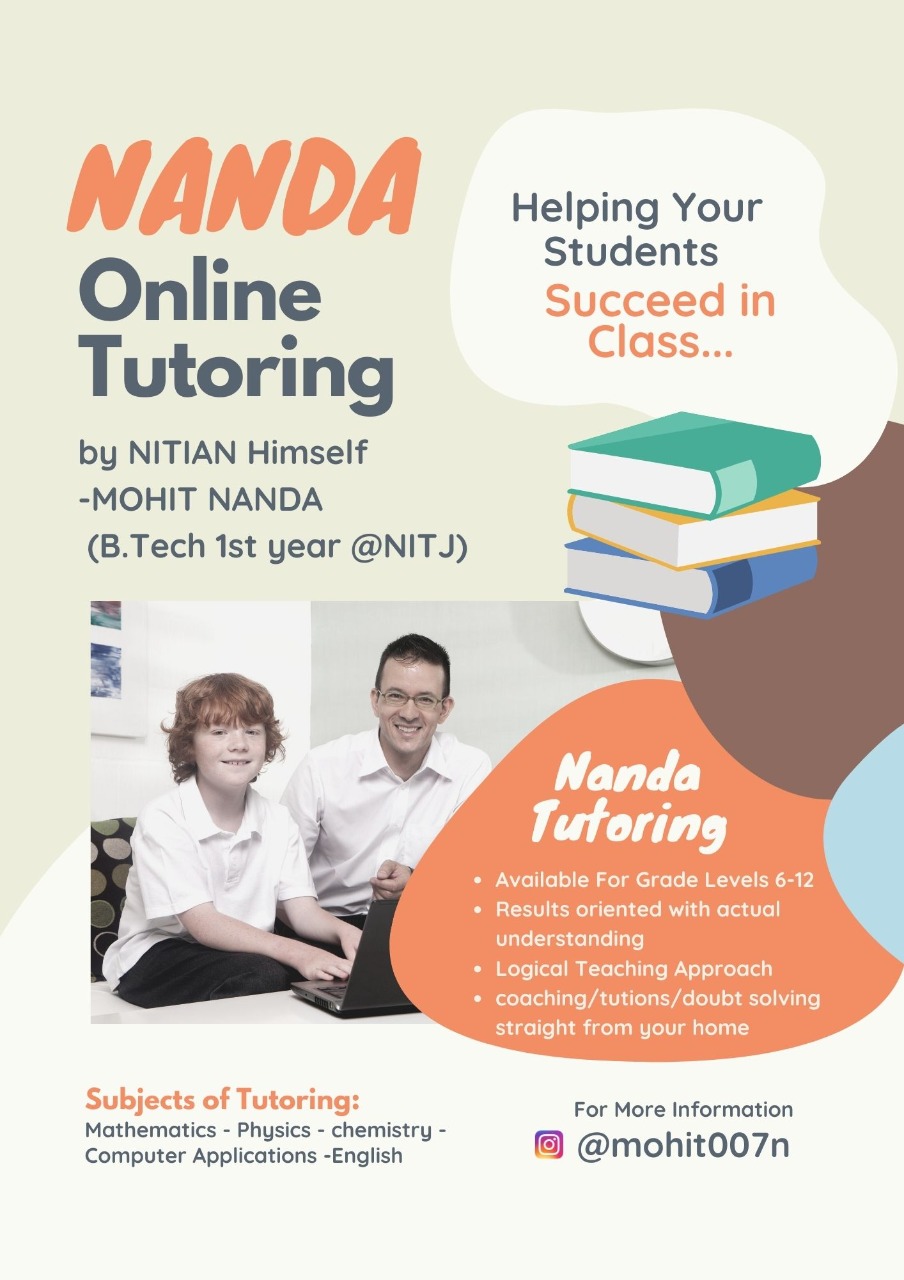 NANDA
Online
Tutoring
by NITIAN Himself
-MOHIT NANDA
(B.Tech 1st year @NITJ)
Helping Your
Students
Succeed in
Class...
Nanda
Tutoring
• Available For Grade Levels 6-12
• Results oriented with actual
understanding
• Logical Teaching Approach
• coaching/tutions/doubt solving
straight from your home
Subjects of Tutoring:
Mathematics - Physics - chemistry -
Computer Applications -English
For More Information
@mohit007n